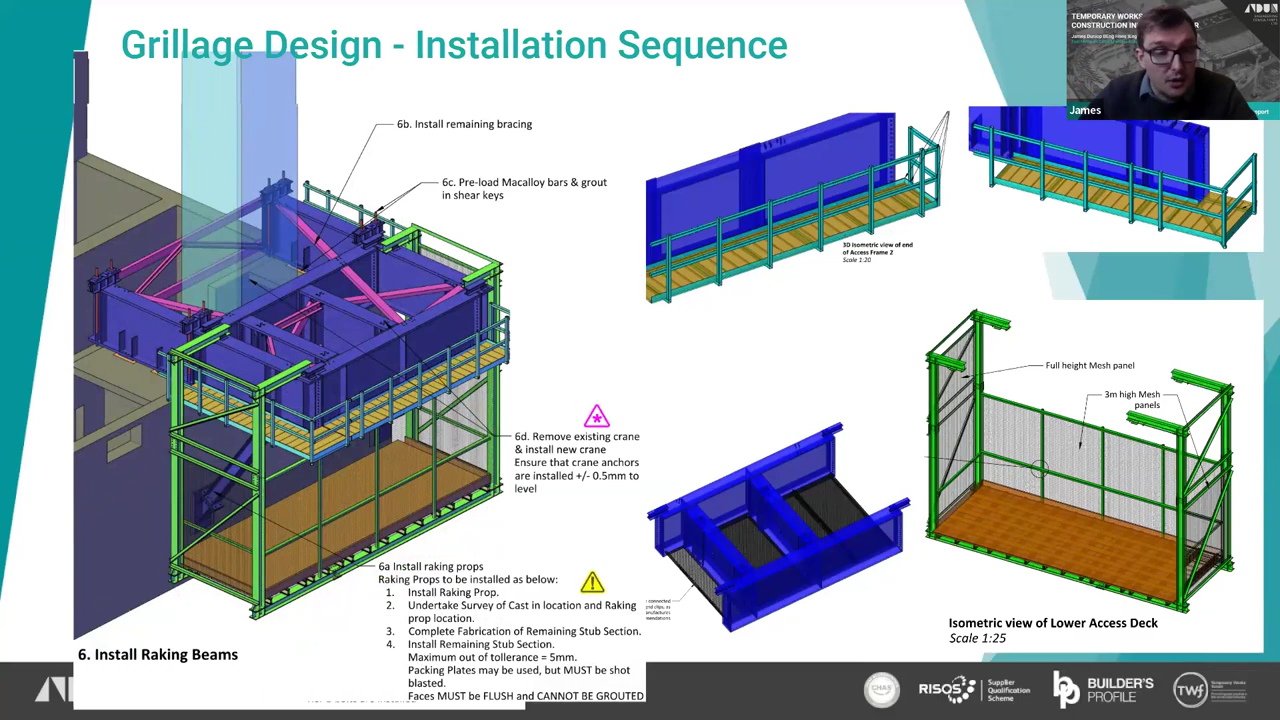 Grillage Design - Installation Sequence
6b. Install remaining bracing
6c. Pre-load Macalloy bars & grout
in shear keys
6d. Remove existing crane
& install new crane
Ensure that crane anchors
are installed +/- 0.5mm to
level
6a Install raking props
Raking Props to be installed as below:
1. Install Raking Prop.
2. Undertake Survey of Cast in location and Raking
prop location.
3. Complete Fabrication of Remaining Stub Section.
4. Install Remaining Stub Section.
Maximum out of tollerance = 5mm.
Packing Plates may be used, but MUST be shot
blasted.
Faces MUST be FLUSH and CANNOT BE GROUTED
6. Install Raking Beams
3D Isometric view of end
of Access Frame 2
Scale 1:20
connected
Full height Mesh panel
3m high Mesh
panels
Isometric view of Lower Access Deck
Scale 1:25
TEMPORARY WORKS
James
CHAS
RISQS
Supplier
Qualification
Scheme
BUILDER'S
PROFILE
TWf
Temporary Works
Forum